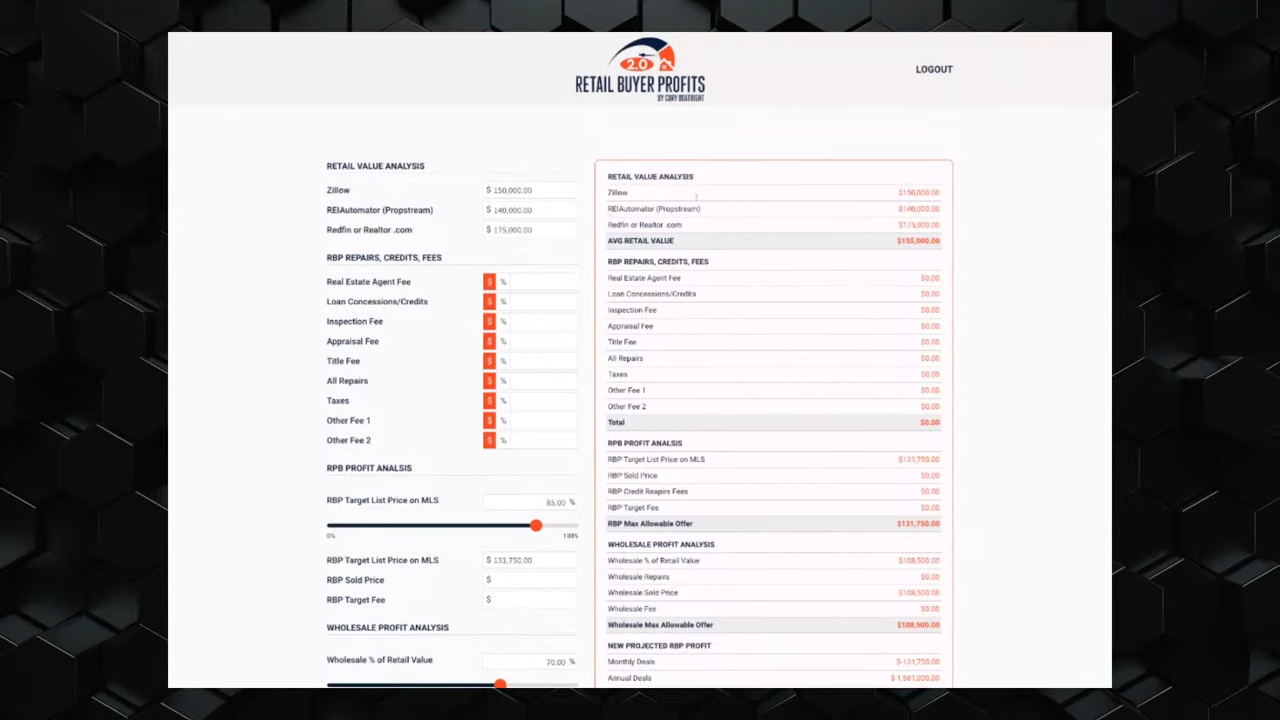 2.0
RETAIL BUYER PROFITS
BY CORY BOATRIGHT
LOGOUT
RETAIL VALUE ANALYSIS
Zillow $ 150,000.00
REIAutomator (Propstream) $ 140,000.00
Redfin or Realtor .com $ 175,000.00
RBP REPAIRS, CREDITS, FEES
Real Estate Agent Fee $ %
Loan Concessions/Credits $ %
Inspection Fee $ %
Appraisal Fee $ %
Title Fee $ %
All Repairs $ %
Taxes $ %
Other Fee 1 $ %
Other Fee 2 $ %
RPB PROFIT ANALSIS
RBP Target List Price on MLS 85.00 %
0% 100%
RBP Target List Price on MLS $ 131,750.00
RBP Sold Price $
RBP Target Fee $
WHOLESALE PROFIT ANALYSIS
Wholesale % of Retail Value 70.00 %
RETAIL VALUE ANALYSIS
Zillow $150,000.00
REIAutomator (Propstream) $140,000.00
Redfin or Realtor .com $175,000.00
AVG RETAIL VALUE $155,000.00
RBP REPAIRS, CREDITS, FEES
Real Estate Agent Fee $0.00
Loan Concessions/Credits $0.00
Inspection Fee $0.00
Appraisal Fee $0.00
Title Fee $0.00
All Repairs $0.00
Taxes $0.00
Other Fee 1 $0.00
Other Fee 2 $0.00
Total $0.00
RPB PROFIT ANALSIS
RBP Target List Price on MLS $131,750.00
RBP Sold Price $0.00
RBP Credit Reapirs Fees $0.00
RBP Target Fee $0.00
RBP Max Allowable Offer $131,750.00
WHOLESALE PROFIT ANALYSIS
Wholesale % of Retail Value $108,500.00
Wholesale Repairs $0.00
Wholesale Sold Price $108,500.00
Wholesale Fee $0.00
Wholesale Max Allowable Offer $108,500.00
NEW PROJECTED RBP PROFIT
Monthly Deals $-131,750.00
Annual Deals $-1,581,000.00